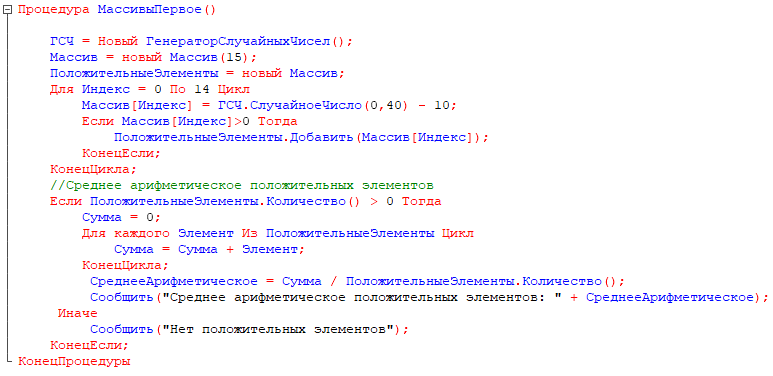 Процедура МассивыПервое()
ГСЧ = Новый ГенераторСлучайныхЧисел();
Массив = новый Массив(15);
ПоложительныеЭлементы = новый Массив;
Для Индекс = 0 По 14 Цикл
Массив[Индекс] = ГСЧ.СлучайноеЧисло(0,40) - 10;
Если Массив[Индекс]>0 Тогда
ПоложительныеЭлементы.Добавить(Массив[Индекс]);
КонецЕсли;
КонецЦикла;
//Среднее арифметическое положительных элементов
Если ПоложительныеЭлементы.Количество() > 0 Тогда
Сумма = 0;
Для каждого Элемент Из ПоложительныеЭлементы Цикл
Сумма = Сумма + Элемент;
КонецЦикла;
СреднееАрифметическое = Сумма / ПоложительныеЭлементы.Количество();
Сообщить("Среднее арифметическое положительных элементов: " + СреднееАрифметическое);
Иначе
Сообщить("Нет положительных элементов");
КонецЕсли;
КонецПроцедуры